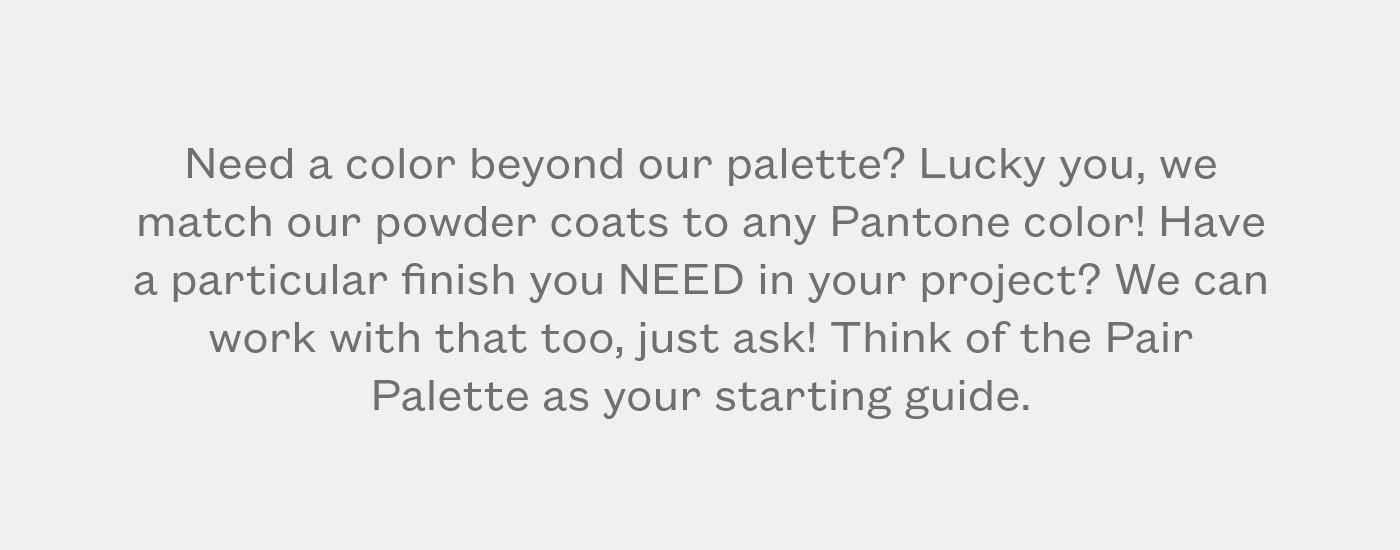 Need a color beyond our palette? Lucky you, we
match our powder coats to any Pantone color! Have
a particular finish you NEED in your project? We can
work with that too, just ask! Think of the Pair
Palette as your starting guide.